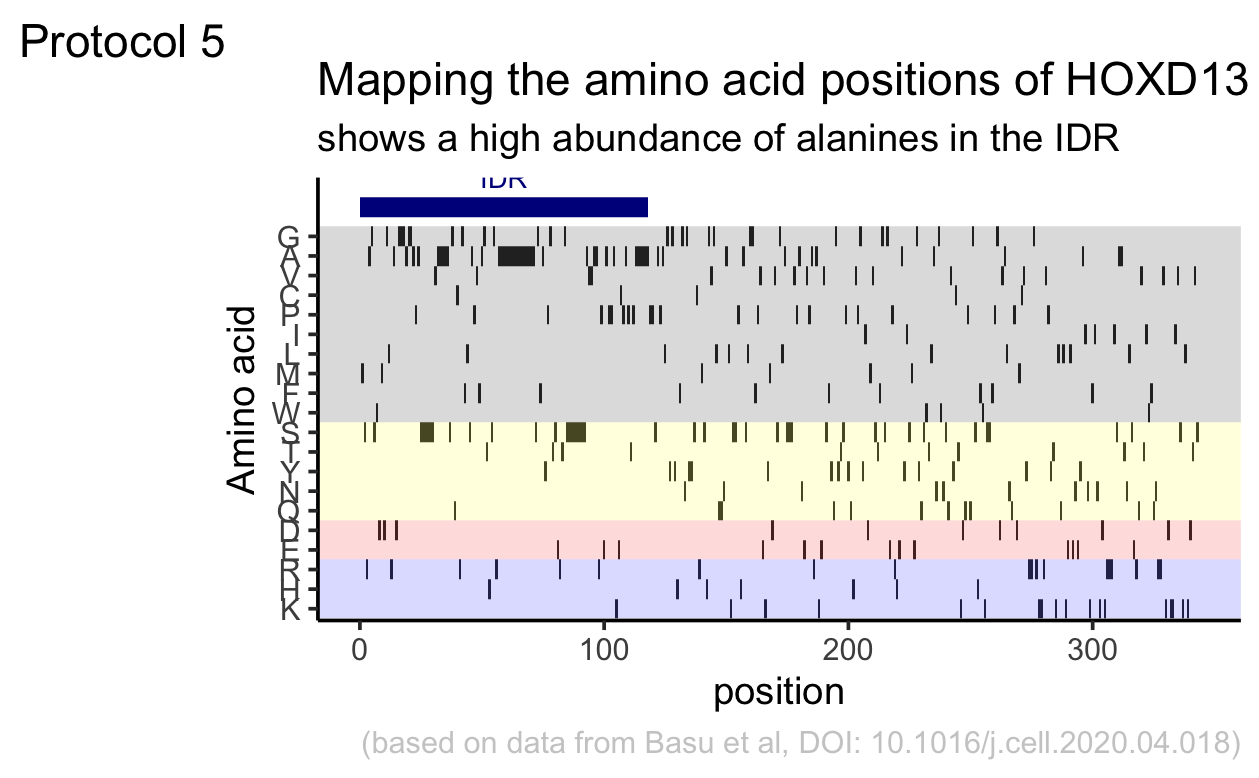 Protocol 5
Mapping the amino acid positions of HOXD13
shows a high abundance of alanines in the IDR
IDR
Amino acid
G
A
V
C
P
I
L
M
F
W
S
T
Y
N
Q
D
E
R
H
K
0 100 200 300
position
(based on data from Basu et al, DOI: 10.1016/j.cell.2020.04.018)